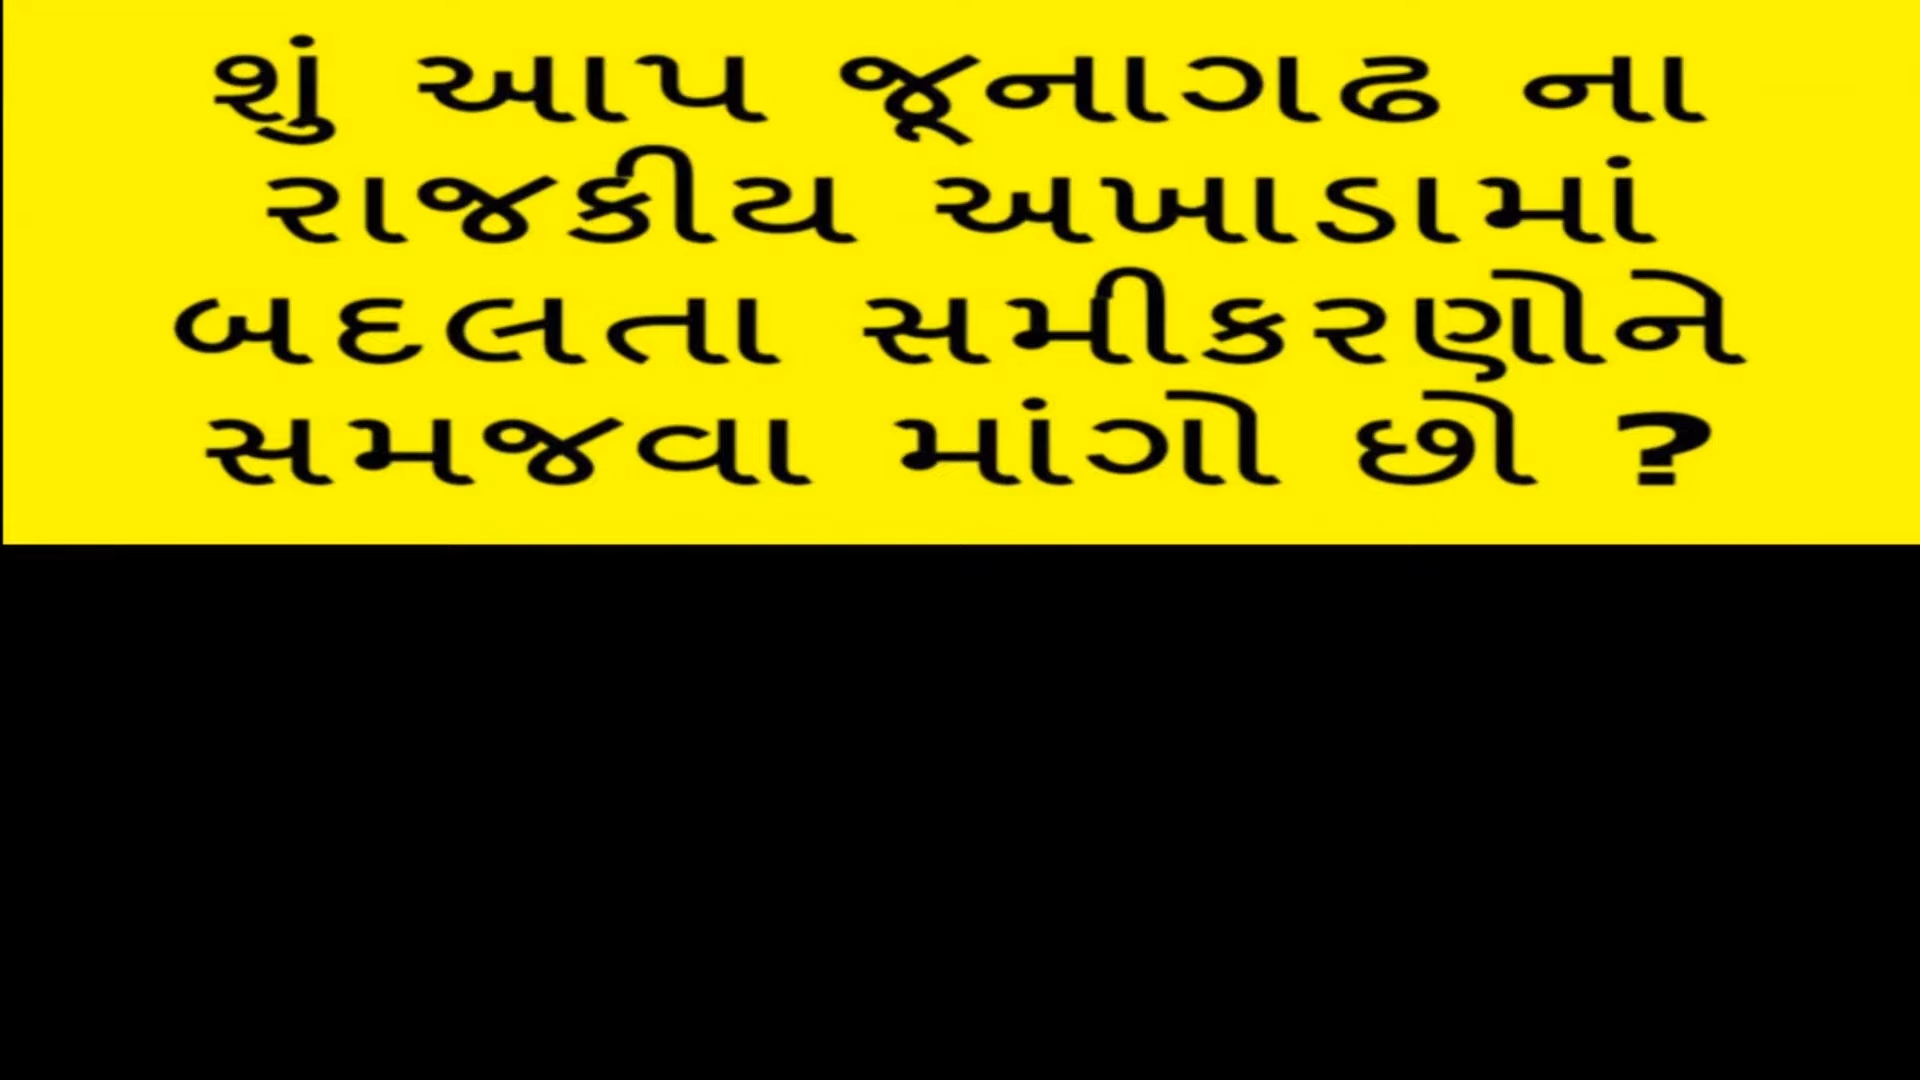 શું આપ જૂનાગઢ ના
રાજકીય અખાડામાં
બદલતા સમીકરણોને
સમજવા માંગો છો ?